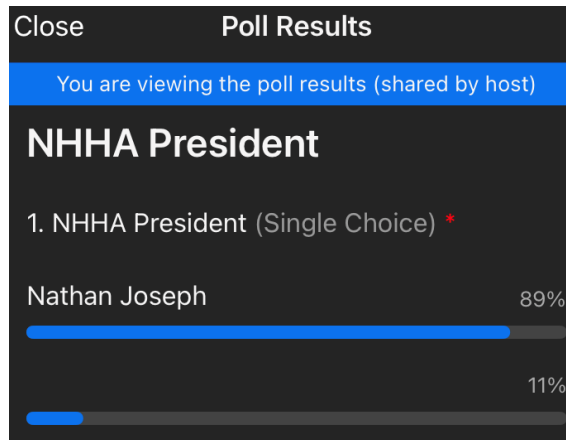 Close Poll Results
You are viewing the poll results (shared by host)
NHHA President
1. NHHA President (Single Choice) *
Nathan Joseph 89%
11%